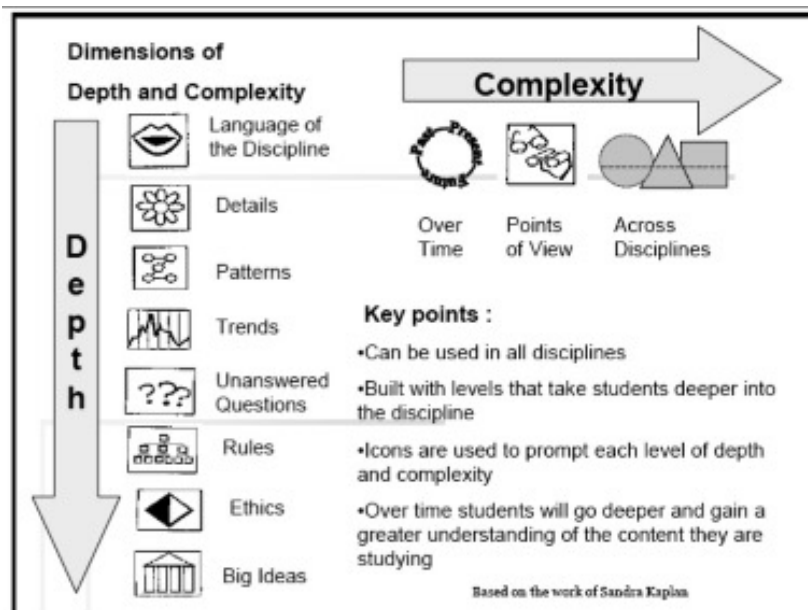 Dimensions of
Depth and Complexity
Complexity
Depth
Language of
the Discipline
Details
Patterns
Trends
???
Unanswered
Questions
Rules
Ethics
Big Ideas
Past Present Future
Over
Time
Points
of View
Across
Disciplines
Key points :
•Can be used in all disciplines
•Built with levels that take students deeper into
the discipline
•Icons are used to prompt each level of depth
and complexity
•Over time students will go deeper and gain a
greater understanding of the content they are
studying
Based on the work of Sandra Kaplan